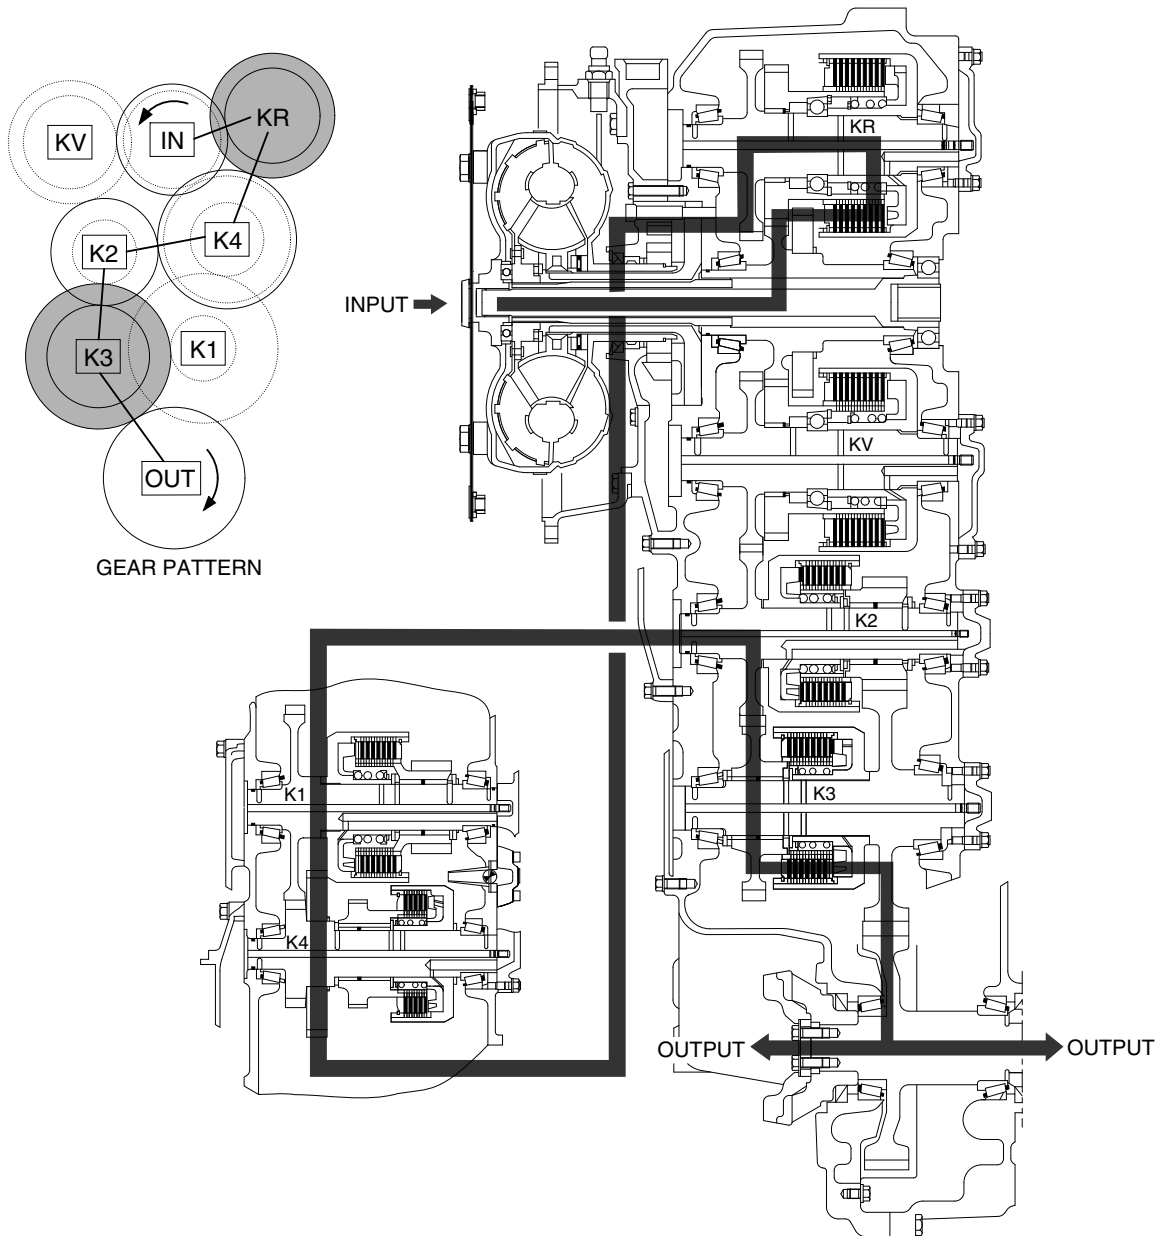 KV
IN
KR
K2
K4
K3
K1
OUT
GEAR PATTERN
INPUT
KR
KV
K2
K3
K1
K4
OUTPUT
OUTPUT